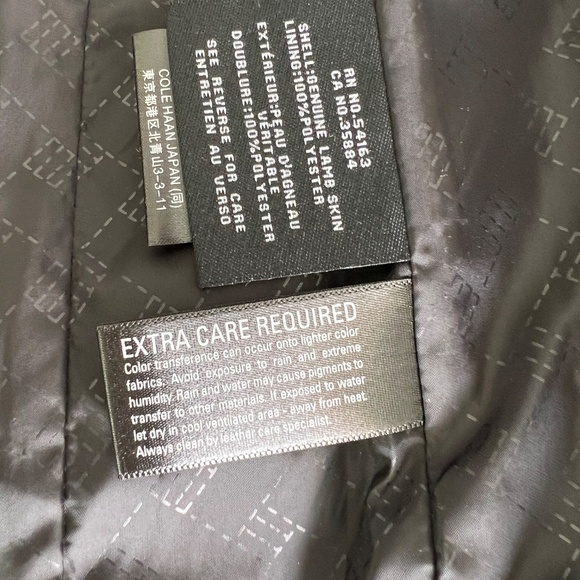 COLE HAAN JAPAN (同)
東京都港区北青山3-3-11
RN NO.54163
CA NO.35884
SHELL:GENUINE LAMB SKIN
LINING:100%POLYESTER
EXTÉRIEUR:PEAU D'AGNEAU
VÉRITABLE
DOUBLURE:100%POLYESTER
SEE REVERSE FOR CARE
ENTRETIEN AU VERSO
EXTRA CARE REQUIRED
Color transference can occur onto lighter color
fabrics. Avoid exposure to rain and extreme
humidity. Rain and water may cause pigments to
transfer to other materials. If exposed to water
let dry in cool ventilated area - away from heat.
Always clean by leather care specialist.